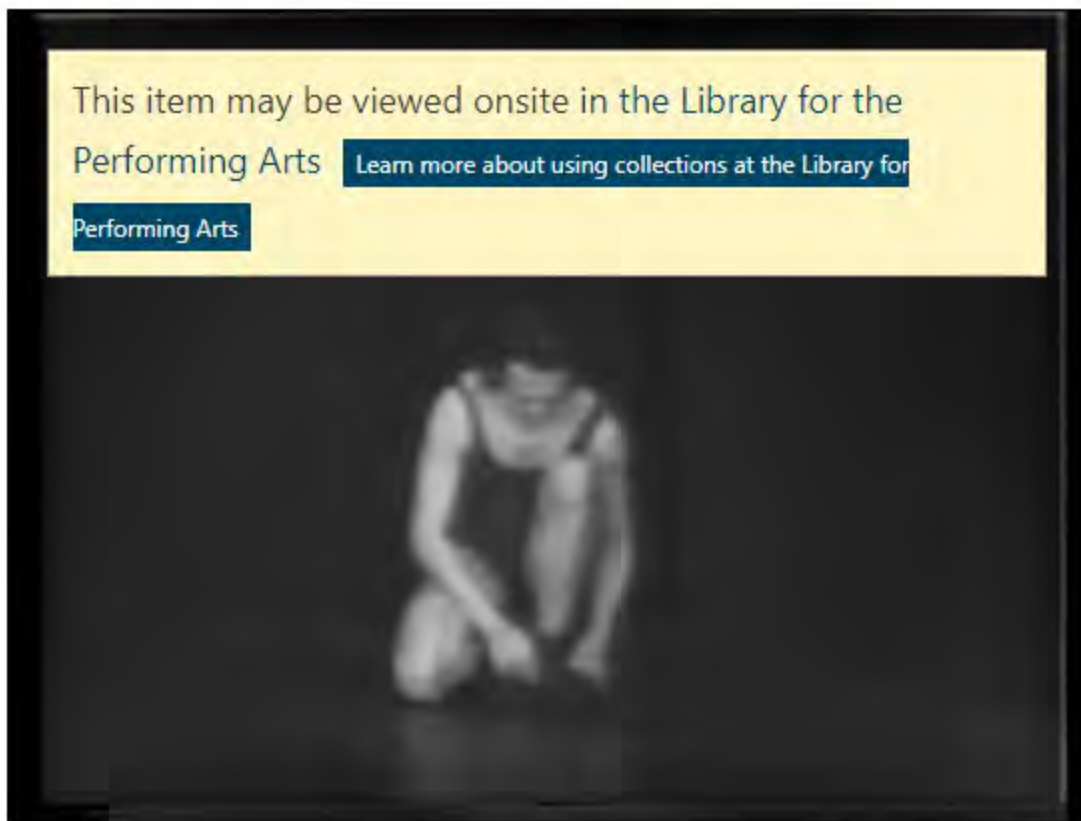 This item may be viewed onsite in the Library for the
Performing Arts Learn more about using collections at the Library for
Performing Arts